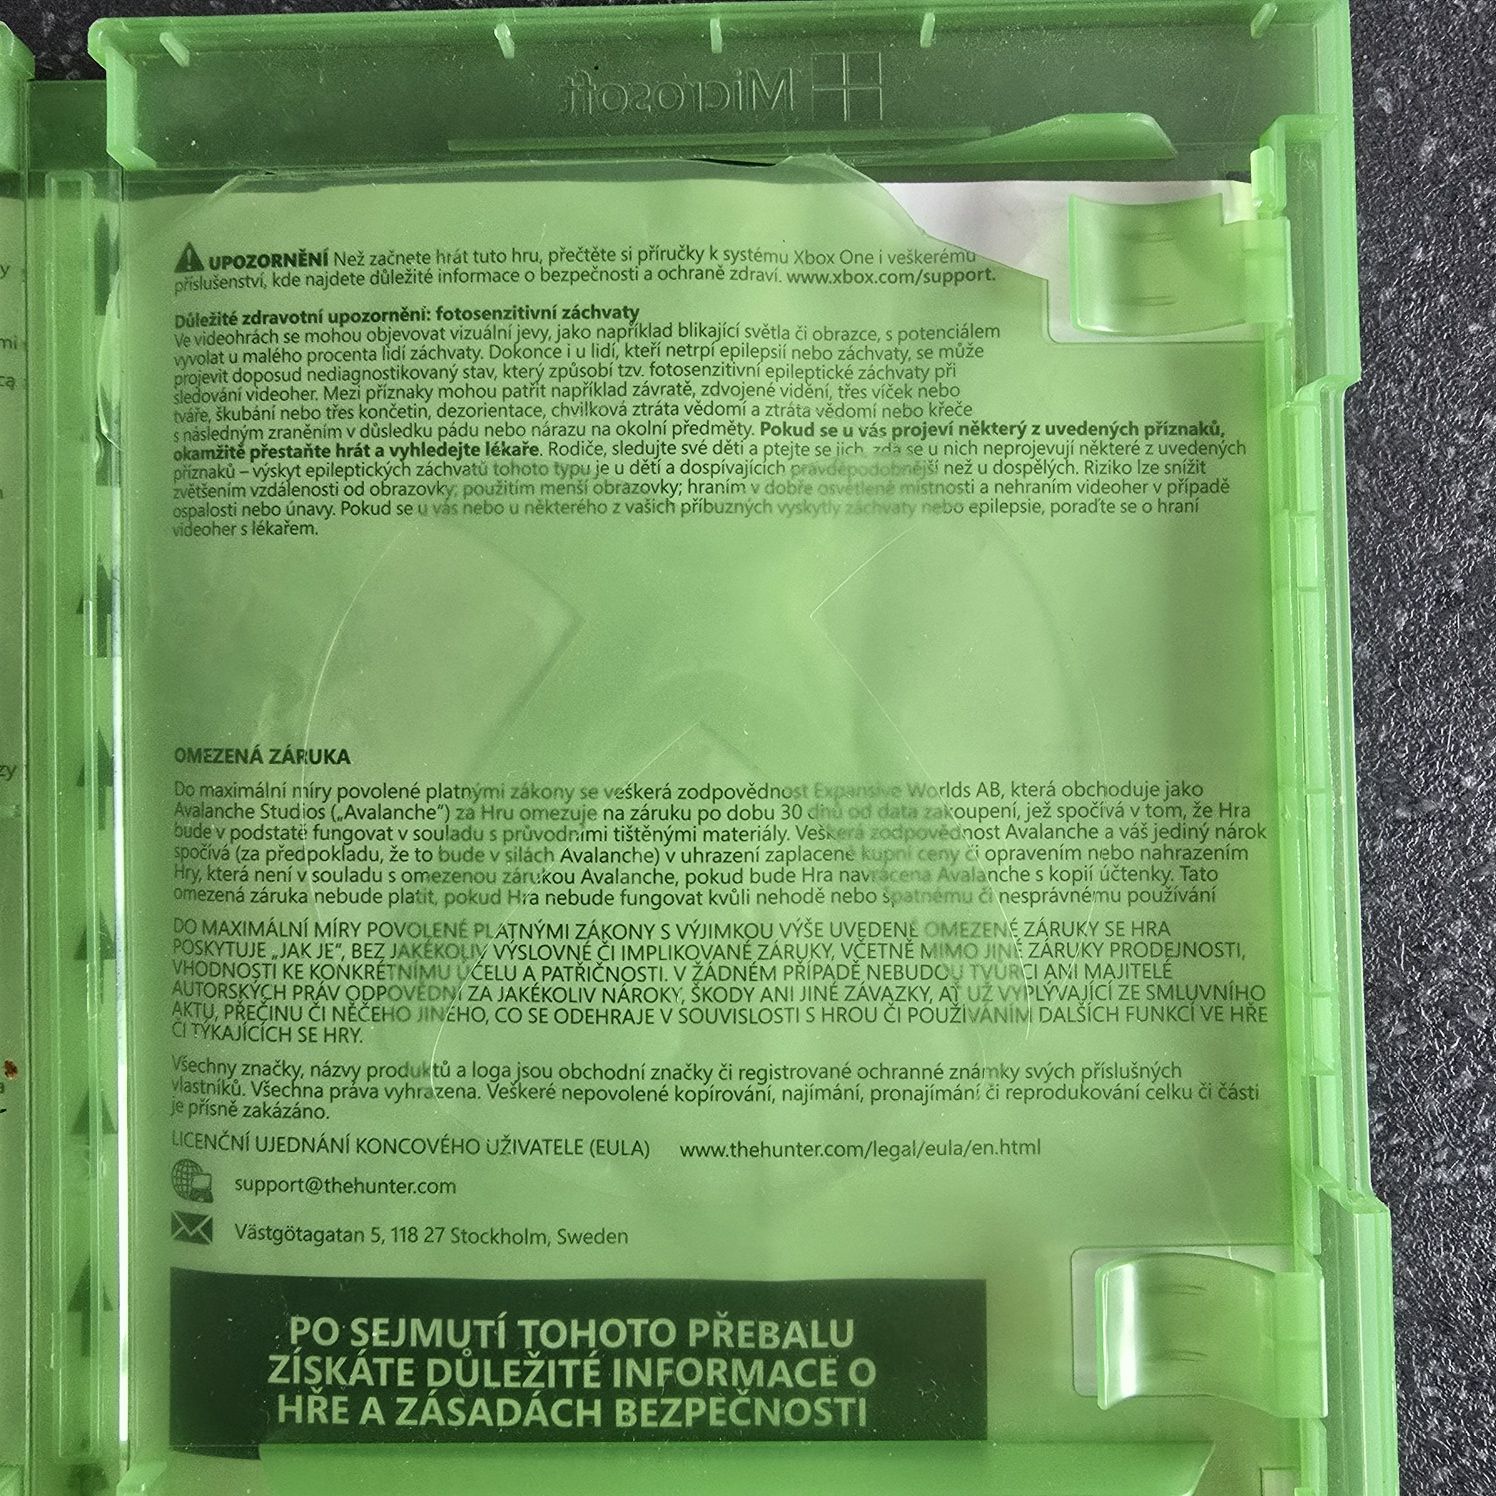 Microsoft
UPOZORNĚNÍ Než začnete hrát tuto hru, přečtěte si příručky k systému Xbox One i veškerému
příslušenství, kde najdete důležité informace o bezpečnosti a ochraně zdraví. www.xbox.com/support.
Důležité zdravotní upozornění: fotosenzitivní záchvaty
Ve videohrách se mohou objevovat vizuální jevy, jako například blikající světla či obrazce, s potenciálem
vyvolat u malého procenta lidí záchvaty. Dokonce i u lidí, kteří netrpí epilepsií nebo záchvaty, se může
projevit doposud nediagnostikovaný stav, který způsobí tzv. fotosenzitivní epileptické záchvaty při
sledování videoher. Mezi příznaky mohou patřit například závratě, zdvojené vidění, třes víček nebo
tváře, škubání nebo třes končetin, dezorientace, chvilková ztráta vědomí a ztráta vědomí nebo křeče
s následným zraněním v důsledku pádu nebo nárazu na okolní předměty. Pokud se u vás projeví některý z uvedených příznaků,
okamžitě přestaňte hrát a vyhledejte lékaře. Rodiče, sledujte své děti a ptejte se jich, zda se u nich neprojevují některé z uvedených
příznaků – výskyt epileptických záchvatů tohoto typu je u dětí a dospívajících pravděpodobnější než u dospělých. Riziko lze snížit
zvětšením vzdálenosti od obrazovky; použitím menší obrazovky; hraním v dobře osvětlené místnosti a nehraním videoher v případě
ospalosti nebo únavy. Pokud se u vás nebo u některého z vašich příbuzných vyskytly záchvaty nebo epilepsie, poraďte se o hraní
videoher s lékařem.
OMEZENÁ ZÁRUKA
Do maximální míry povolené platnými zákony se veškerá zodpovědnost Expansive Worlds AB, která obchoduje jako
Avalanche Studios („Avalanche“) za Hru omezuje na záruku po dobu 30 dnů od data zakoupení, jež spočívá v tom, že Hra
bude v podstatě fungovat v souladu s průvodními tištěnými materiály. Veškerá zodpovědnost Avalanche a váš jediný nárok
spočívá (za předpokladu, že to bude v silách Avalanche) v uhrazení zaplacené kupní ceny či opravením nebo nahrazením
Hry, která není v souladu s omezenou zárukou Avalanche, pokud bude Hra navrácena Avalanche s kopií účtenky. Tato
omezená záruka nebude platit, pokud Hra nebude fungovat kvůli nehodě nebo špatnému či nesprávnému používání
DO MAXIMÁLNÍ MÍRY POVOLENÉ PLATNÝMI ZÁKONY S VÝJIMKOU VÝŠE UVEDENÉ OMEZENÉ ZÁRUKY SE HRA
POSKYTUJE „JAK JE“, BEZ JAKÉKOLIV VÝSLOVNÉ ČI IMPLIKOVANÉ ZÁRUKY, VČETNĚ MIMO JINÉ ZÁRUKY PRODEJNOSTI,
VHODNOSTI KE KONKRÉTNÍMU ÚČELU A PATŘIČNOSTI. V ŽÁDNÉM PŘÍPADĚ NEBUDOU TVŮRCI ANI MAJITELÉ
AUTORSKÝCH PRÁV ODPOVĚDNÍ ZA JAKÉKOLIV NÁROKY, ŠKODY ANI JINÉ ZÁVAZKY, AŤ UŽ VYPLÝVAJÍCÍ ZE SMLUVNÍHO
AKTU, PŘEČINU ČI NĚČEHO JINÉHO, CO SE ODEHRAJE V SOUVISLOSTI S HROU ČI POUŽÍVÁNÍM DALŠÍCH FUNKCÍ VE HŘE
ČI TÝKAJÍCÍCH SE HRY.
Všechny značky, názvy produktů a loga jsou obchodní značky či registrované ochranné známky svých příslušných
vlastníků. Všechna práva vyhrazena. Veškeré nepovolené kopírování, najímání, pronajímání či reprodukování celku či části
je přísně zakázáno.
LICENČNÍ UJEDNÁNÍ KONCOVÉHO UŽIVATELE (EULA) www.thehunter.com/legal/eula/en.html
support@thehunter.com
Västgötagatan 5, 118 27 Stockholm, Sweden
PO SEJMUTÍ TOHOTO PŘEBALU
ZÍSKÁTE DŮLEŽITÉ INFORMACE O
HŘE A ZÁSADÁCH BEZPEČNOSTI